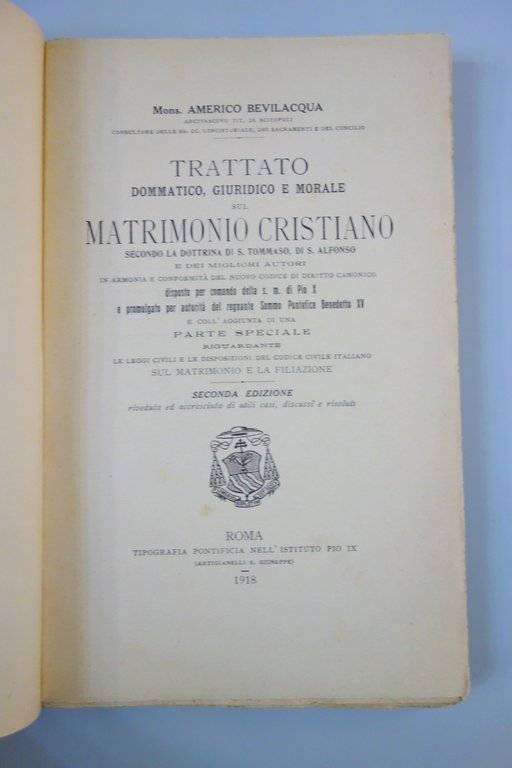 Mons. AMERICO BEVILACQUA
ARCIVESCOVO TIT. DI SCITOPOLI
CONSULTORE DELLE SS. CC. CONCISTORIALE, DEI SACRAMENTI E DEL CONCILIO
TRATTATO
DOMMATICO, GIURIDICO E MORALE
SUL
MATRIMONIO CRISTIANO
SECONDO LA DOTTRINA DI S. TOMMASO, DI S. ALFONSO
E DEI MIGLIORI AUTORI
IN ARMONIA E CONFORMITÀ DEL NUOVO CODICE DI DIRITTO CANONICO
disposto per comando della s. m. di Pio X
e promulgato per autorità del regnante Sommo Pontefice Benedetto XV
E COLL'AGGIUNTA DI UNA
PARTE SPECIALE
RIGUARDANTE
LE LEGGI CIVILI E LE DISPOSIZIONI DEL CODICE CIVILE ITALIANO
SUL MATRIMONIO E LA FILIAZIONE
SECONDA EDIZIONE
riveduta ed accresciuta di utili casi, discussi e risoluti
ROMA
TIPOGRAFIA PONTIFICIA NELL'ISTITUTO PIO IX
(ARTIGIANELLI S. GIUSEPPE)
1918